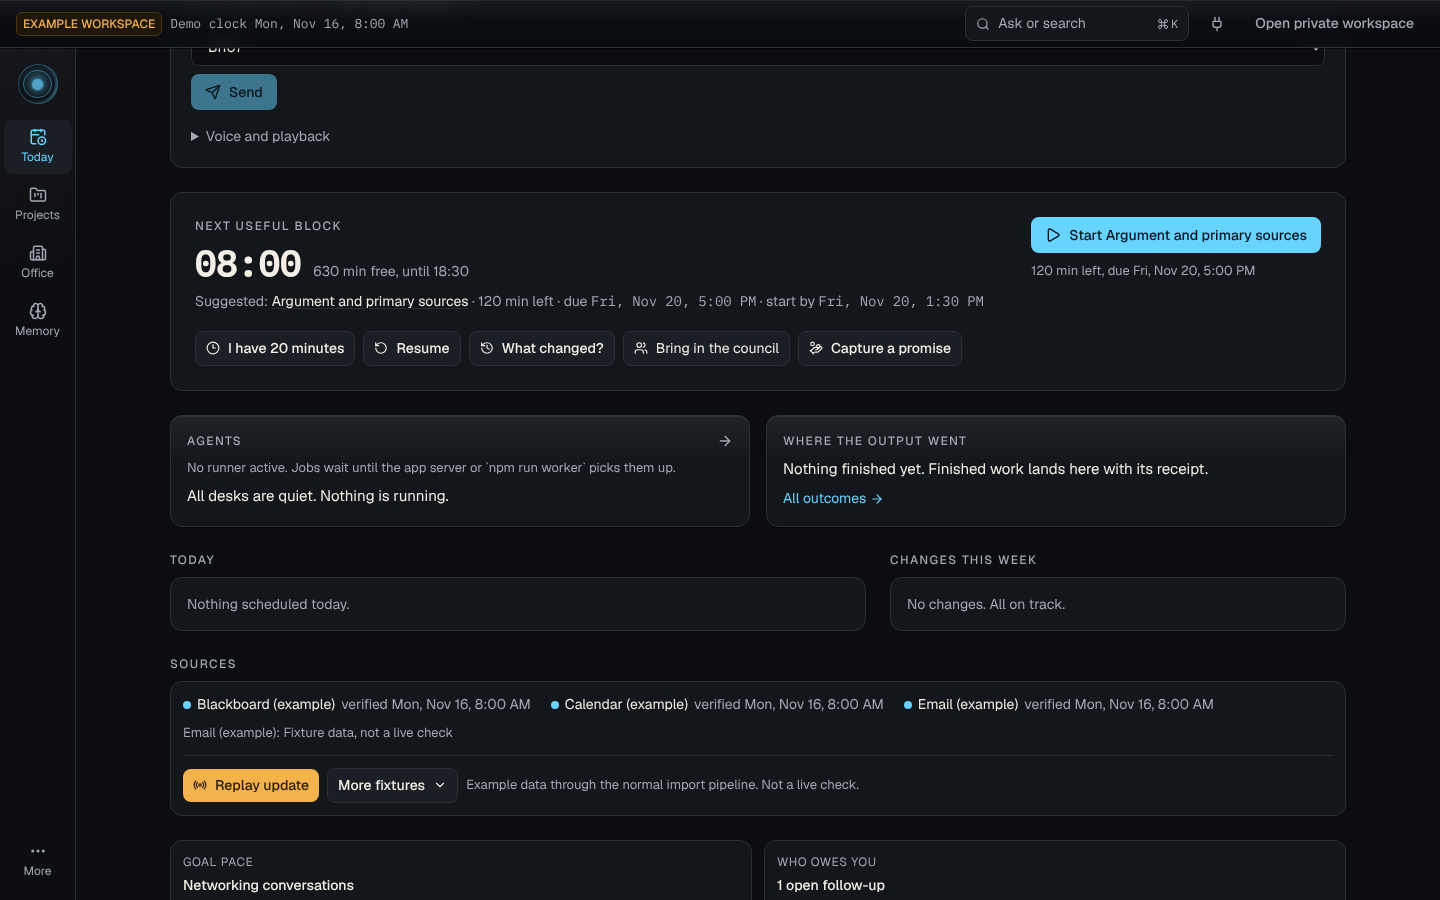 EXAMPLE WORKSPACE Demo clock Mon, Nov 16, 8:00 AM
Ask or search ⌘K Open private workspace
Today
Projects
Office
Memory
More
Send
Voice and playback
NEXT USEFUL BLOCK
08:00 630 min free, until 18:30
Suggested: Argument and primary sources · 120 min left · due Fri, Nov 20, 5:00 PM · start by Fri, Nov 20, 1:30 PM
Start Argument and primary sources
120 min left, due Fri, Nov 20, 5:00 PM
I have 20 minutes Resume What changed? Bring in the council Capture a promise
AGENTS
No runner active. Jobs wait until the app server or `npm run worker` picks them up.
All desks are quiet. Nothing is running.
WHERE THE OUTPUT WENT
Nothing finished yet. Finished work lands here with its receipt.
All outcomes →
TODAY
Nothing scheduled today.
CHANGES THIS WEEK
No changes. All on track.
SOURCES
Blackboard (example) verified Mon, Nov 16, 8:00 AM Calendar (example) verified Mon, Nov 16, 8:00 AM Email (example) verified Mon, Nov 16, 8:00 AM
Email (example): Fixture data, not a live check
Replay update More fixtures Example data through the normal import pipeline. Not a live check.
GOAL PACE
Networking conversations
WHO OWES YOU
1 open follow-up